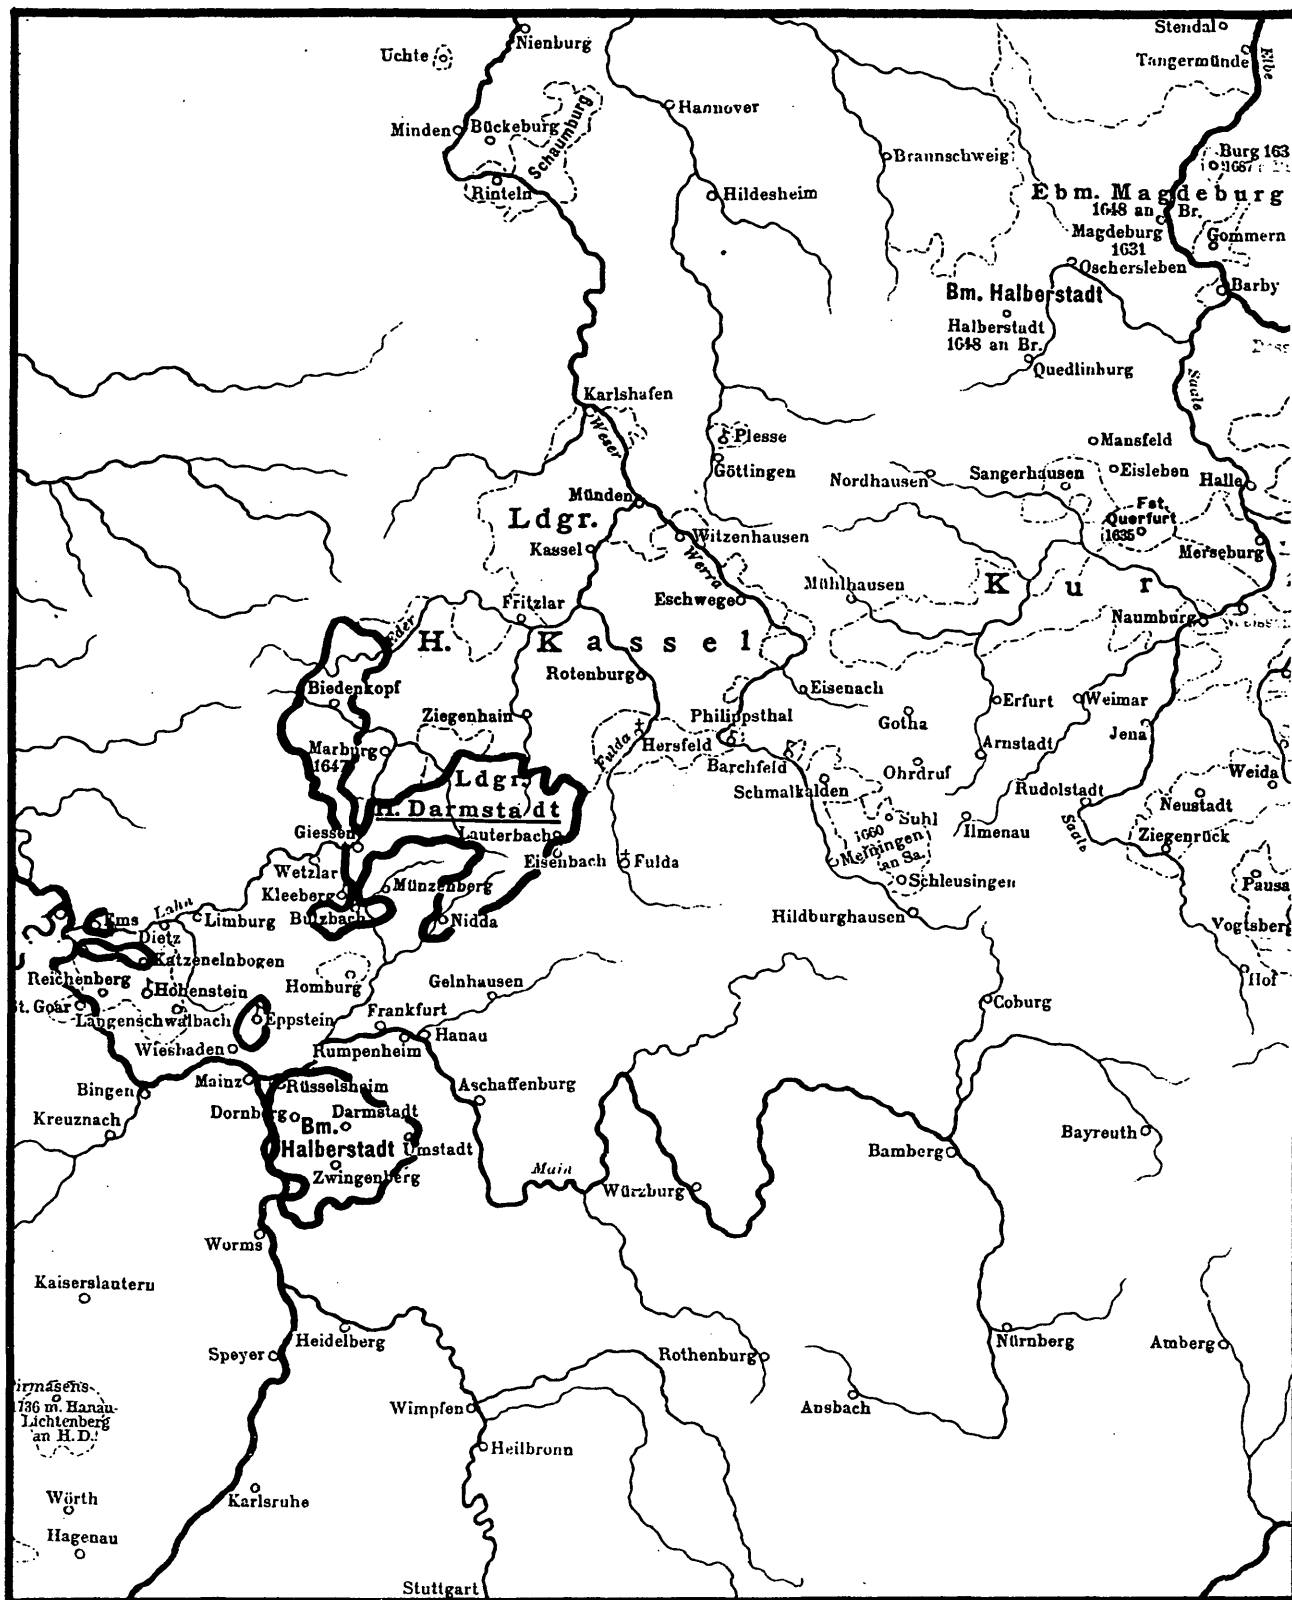 Stendal
Nienburg
Uchte
Tangermünde
Elbe
Hannover
Minden
Bückeburg
Schaumburg
Braunschweig
Burg 163
Rinteln
Hildesheim
Ebm. Magdeburg
1648 an Br.
Magdeburg
1631
Gommern
Oschersleben
Bm. Halberstadt
Barby
Halberstadt
1648 an Br.
Quedlinburg
Saale
Karlshafen
Weser
Plesse
Mansfeld
Göttingen
Nordhausen
Sangerhausen
Eisleben
Halle
Münden
Fst.
Querfurt
1635
Ldgr.
Kassel
Witzenhausen
Werra
Merseburg
Mühlhausen
Kur
Fritzlar
Eschwege
Naumburg
Eder
H. Kassel
Rotenburg
Biedenkopf
Eisenach
Erfurt
Weimar
Ziegenhain
Philippsthal
Gotha
Marburg
1647
Fulda
Hersfeld
Arnstadt
Jena
Barchfeld
Ohrdruf
Weida
Ldgr.
H. Darmstadt
Schmalkalden
Rudolstadt
Neustadt
Suhl
Ilmenau
Saale
Giessen
Lauterbach
1660
Meiningen
an Sa.
Ziegenrück
Eisenbach
Fulda
Wetzlar
Kleeberg
Münzenberg
Schleusingen
Pausa
Butzbach
Nidda
Hildburghausen
Vogtsberg
Ems
Lahn
Limburg
Dietz
Katzenelnbogen
Reichenberg
Hohenstein
Homburg
Gelnhausen
Hof
St. Goar
Langenschwalbach
Eppstein
Frankfurt
Coburg
Wiesbaden
Rumpenheim
Hanau
Bingen
Mainz
Rüsselsheim
Aschaffenburg
Kreuznach
Dornberg
Darmstadt
Bm.
Halberstadt
Umstadt
Bayreuth
Bamberg
Zwingenberg
Main
Würzburg
Worms
Kaiserslautern
Heidelberg
Nürnberg
Amberg
Speyer
Rothenburg
irmasens
1736 m. Hanau-
Lichtenberg
an H.D.
Wimpfen
Ansbach
Heilbronn
Wörth
Karlsruhe
Hagenau
Stuttgart